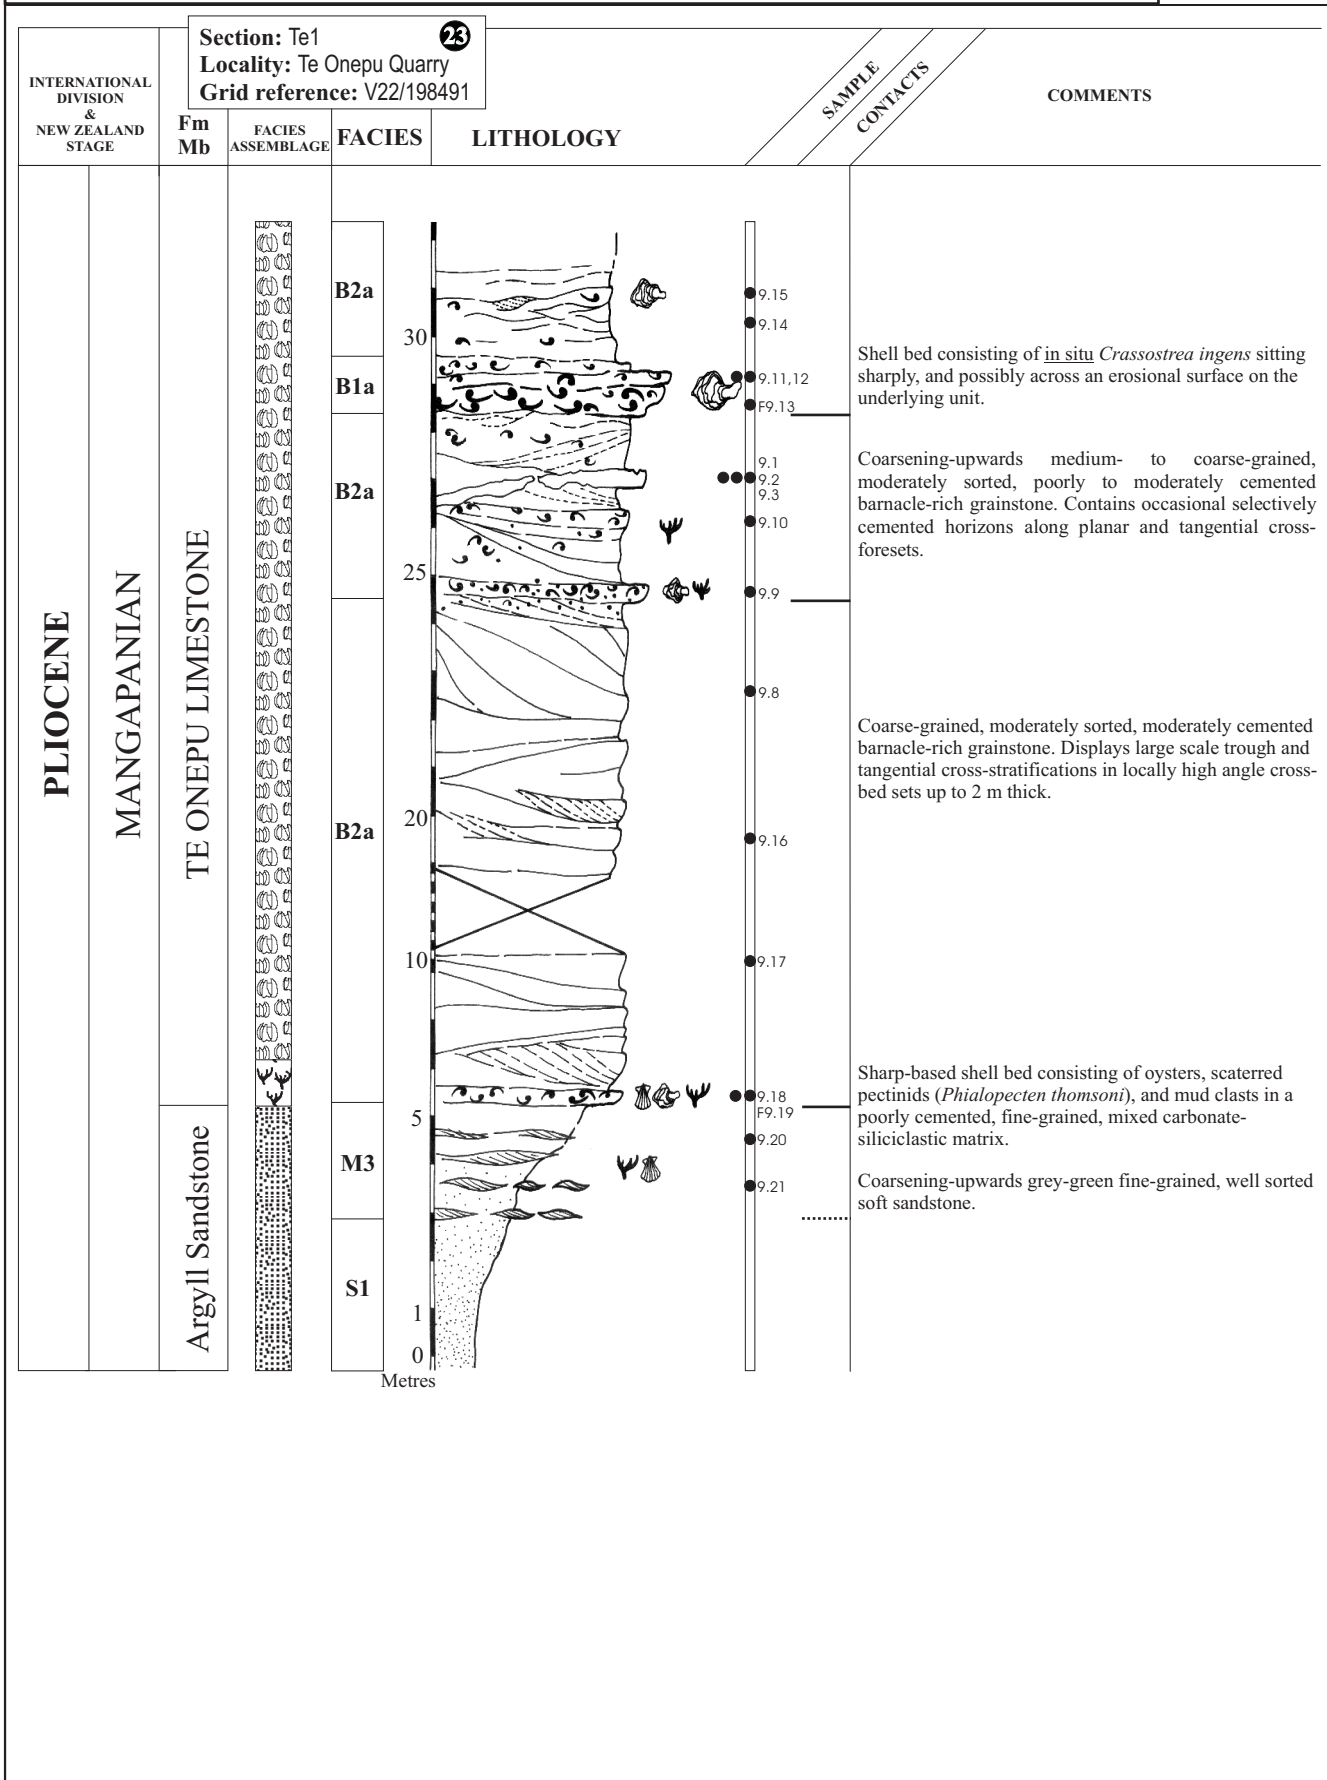 Section: Te1
23
Locality: Te Onepu Quarry
Grid reference: V22/198491
INTERNATIONAL
DIVISION
&
NEW ZEALAND
STAGE
Fm
Mb
FACIES
ASSEMBLAGE
FACIES
LITHOLOGY
SAMPLE
CONTACTS
COMMENTS
PLIOCENE
MANGAPANIAN
TE ONEPU LIMESTONE
Argyll Sandstone
B2a
B1a
B2a
B2a
M3
S1
30
25
20
10
5
1
0
Metres
9.15
9.14
9.11,12
F9.13
9.1
9.2
9.3
9.10
9.9
9.8
9.16
9.17
9.18
F9.19
9.20
9.21
Shell bed consisting of in situ Crassostrea ingens sitting
sharply, and possibly across an erosional surface on the
underlying unit.
Coarsening-upwards medium- to coarse-grained,
moderately sorted, poorly to moderately cemented
barnacle-rich grainstone. Contains occasional selectively
cemented horizons along planar and tangential cross-
foresets.
Coarse-grained, moderately sorted, moderately cemented
barnacle-rich grainstone. Displays large scale trough and
tangential cross-stratifications in locally high angle cross-
bed sets up to 2 m thick.
Sharp-based shell bed consisting of oysters, scaterred
pectinids (Phialopecten thomsoni), and mud clasts in a
poorly cemented, fine-grained, mixed carbonate-
siliciclastic matrix.
Coarsening-upwards grey-green fine-grained, well sorted
soft sandstone.